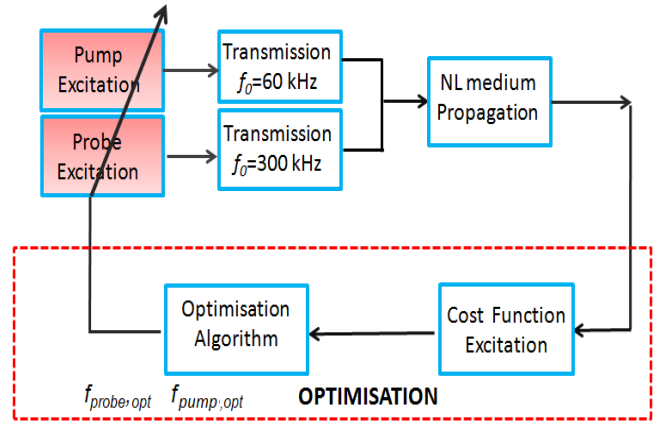 Pump
Excitation
Transmission
f0=60 kHz
NL medium
Propagation
Probe
Excitation
Transmission
f0=300 kHz
Optimisation
Algorithm
Cost Function
Excitation
fprobe,opt fpump,opt OPTIMISATION